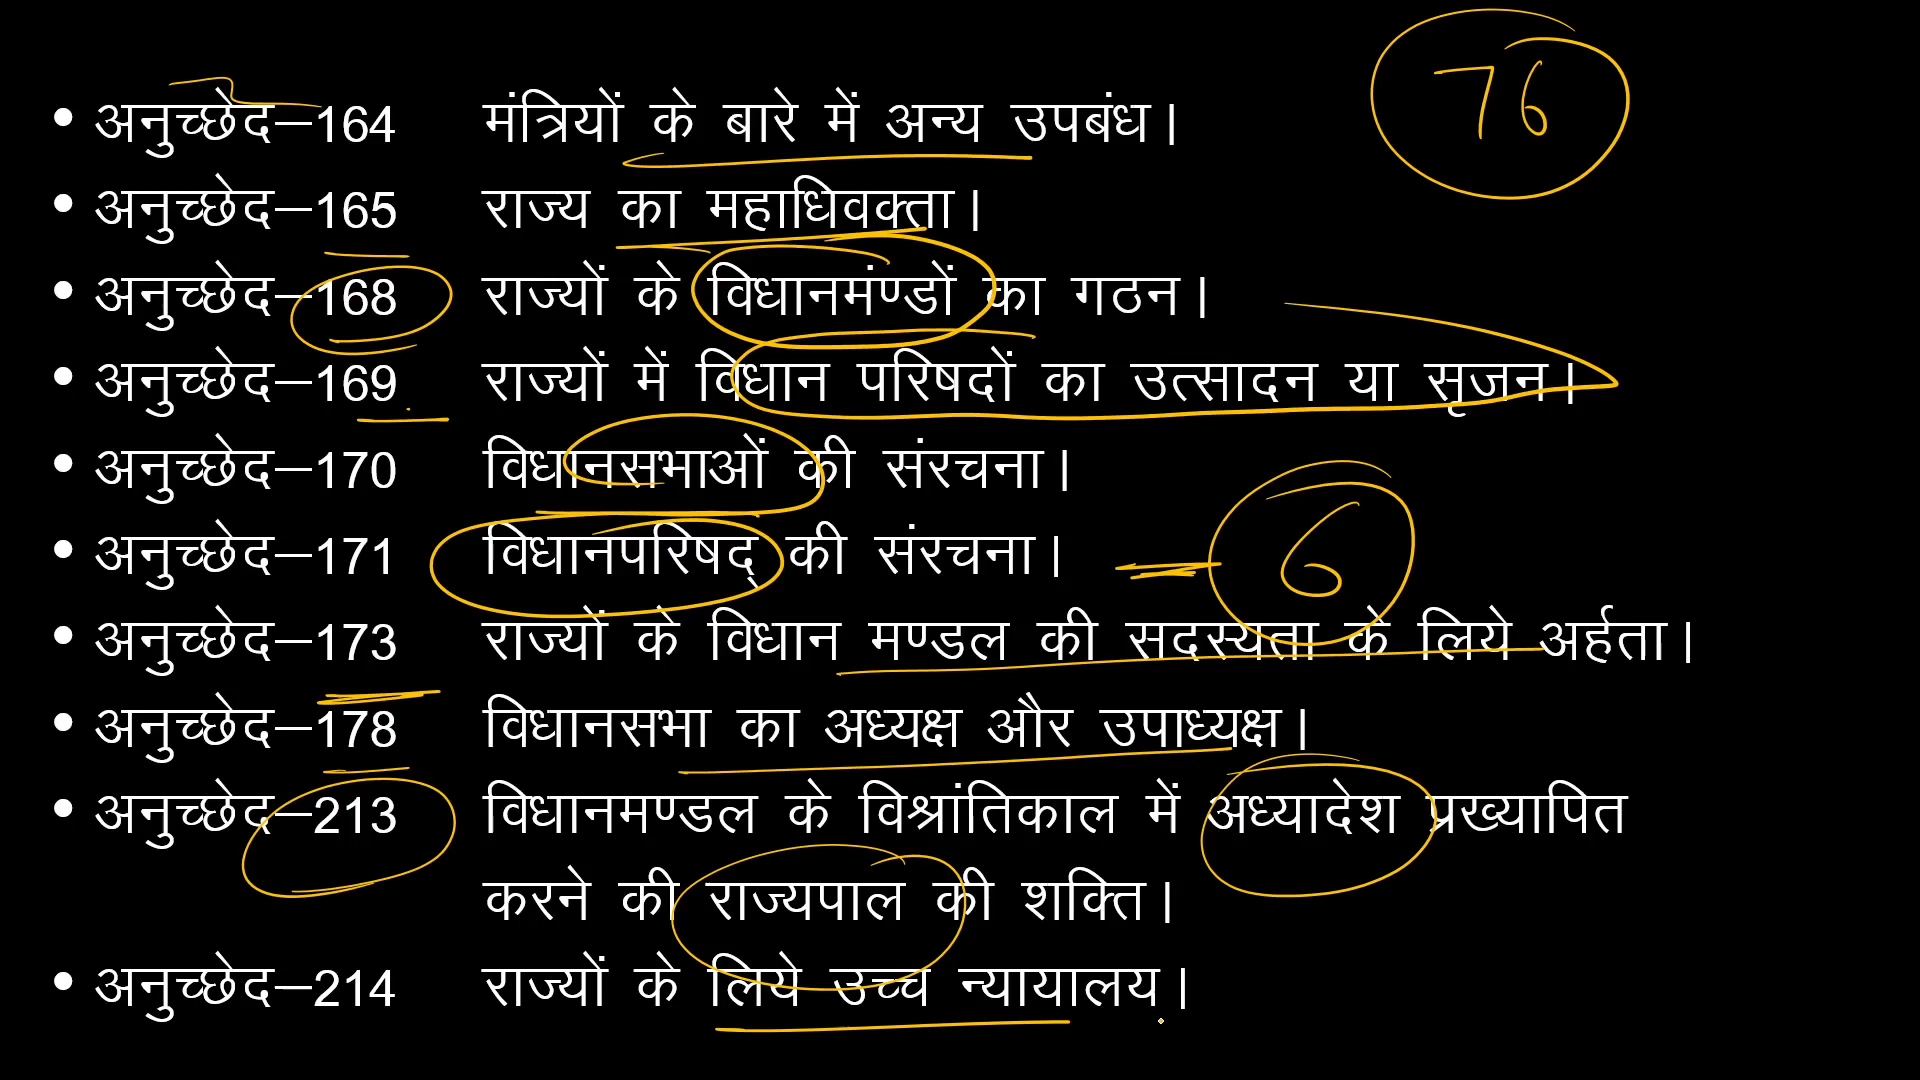 76
• अनुच्छेद–164 मंत्रियों के बारे में अन्य उपबंध।
• अनुच्छेद–165 राज्य का महाधिवक्ता।
• अनुच्छेद–168 राज्यों के विधानमंण्डों का गठन।
• अनुच्छेद–169 राज्यों में विधान परिषदों का उत्सादन या सृजन।
• अनुच्छेद–170 विधानसभाओं की संरचना।
• अनुच्छेद–171 विधानपरिषद् की संरचना। 6
• अनुच्छेद–173 राज्यों के विधान मण्डल की सदस्यता के लिये अर्हता।
• अनुच्छेद–178 विधानसभा का अध्यक्ष और उपाध्यक्ष।
• अनुच्छेद–213 विधानमण्डल के विश्रांतिकाल में अध्यादेश प्रख्यापित
करने की राज्यपाल की शक्ति।
• अनुच्छेद–214 राज्यों के लिये उच्च न्यायालय।